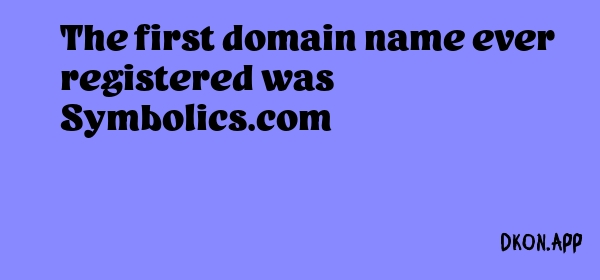 The first domain name ever
registered was
Symbolics.com
DKON.APP